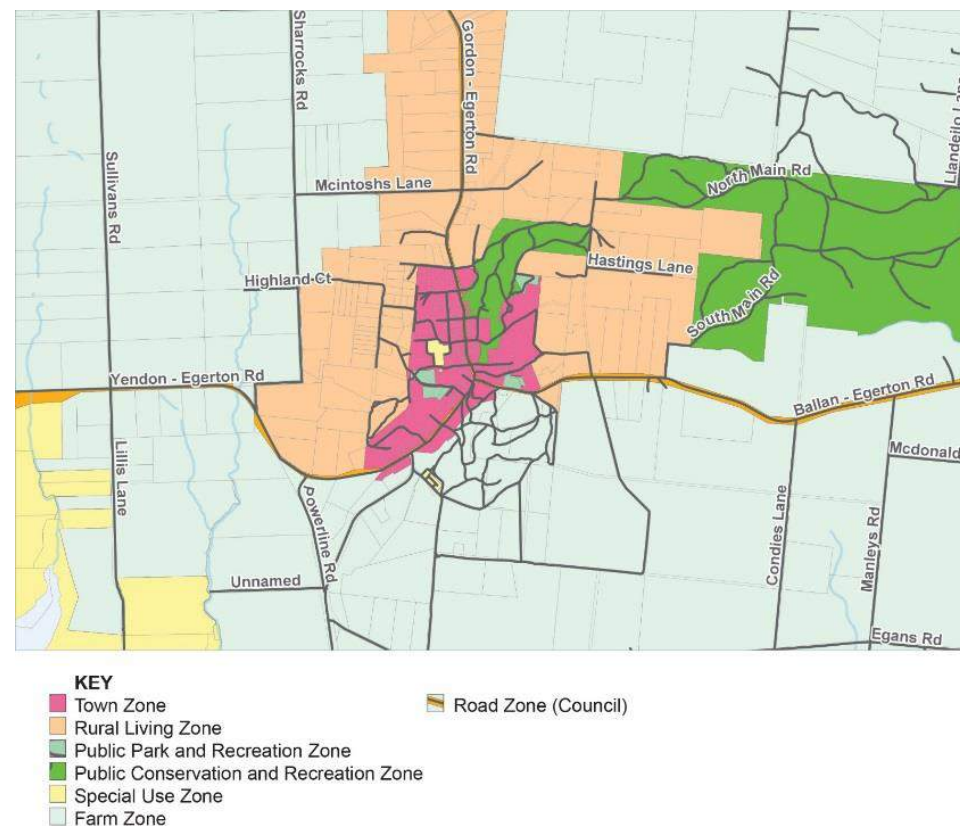 Sharrocks Rd
Gordon - Egerton Rd
Sullivans Rd
Mcintoshs Lane
North Main Rd
Llandeilo Lane
Highland Ct
Hastings Lane
South Main Rd
Yendon - Egerton Rd
Ballan - Egerton Rd
Lillis Lane
Powerline Rd
Mcdonald
Condies Lane
Manleys Rd
Unnamed
Egans Rd
KEY
Town Zone
Road Zone (Council)
Rural Living Zone
Public Park and Recreation Zone
Public Conservation and Recreation Zone
Special Use Zone
Farm Zone